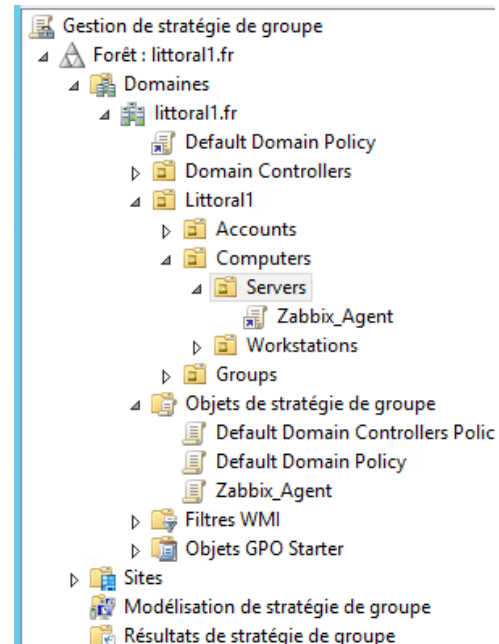 Gestion de stratégie de groupe
Forêt : littoral1.fr
Domaines
littoral1.fr
Default Domain Policy
Domain Controllers
Littoral1
Accounts
Computers
Servers
Zabbix_Agent
Workstations
Groups
Objets de stratégie de groupe
Default Domain Controllers Polic
Default Domain Policy
Zabbix_Agent
Filtres WMI
Objets GPO Starter
Sites
Modélisation de stratégie de groupe
Résultats de stratégie de groupe